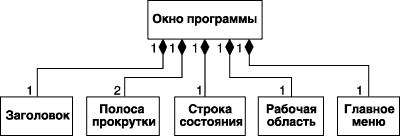 Окно программы
1 1 1 1 1
1 2 1 1 1
Заголовок
Полоса
прокрутки
Строка
состояния
Рабочая
область
Главное
меню